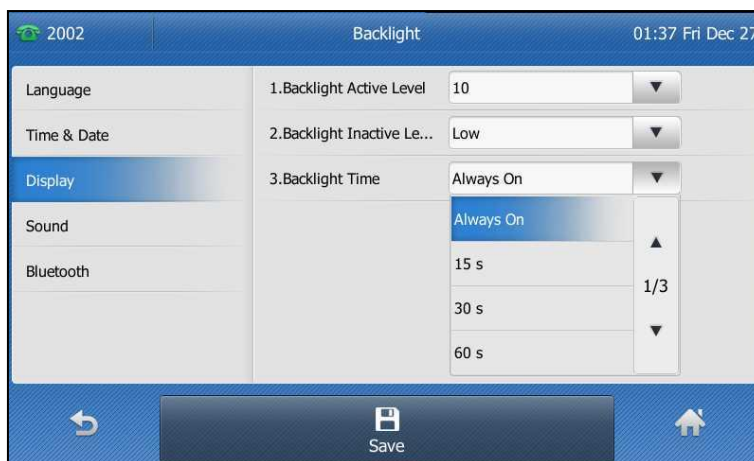 2002 Backlight 01:37 Fri Dec 27
Language
Time & Date
Display
Sound
Bluetooth
1.Backlight Active Level 10
2.Backlight Inactive Le... Low
3.Backlight Time Always On
Always On
15 s
30 s
60 s
1/3
Save